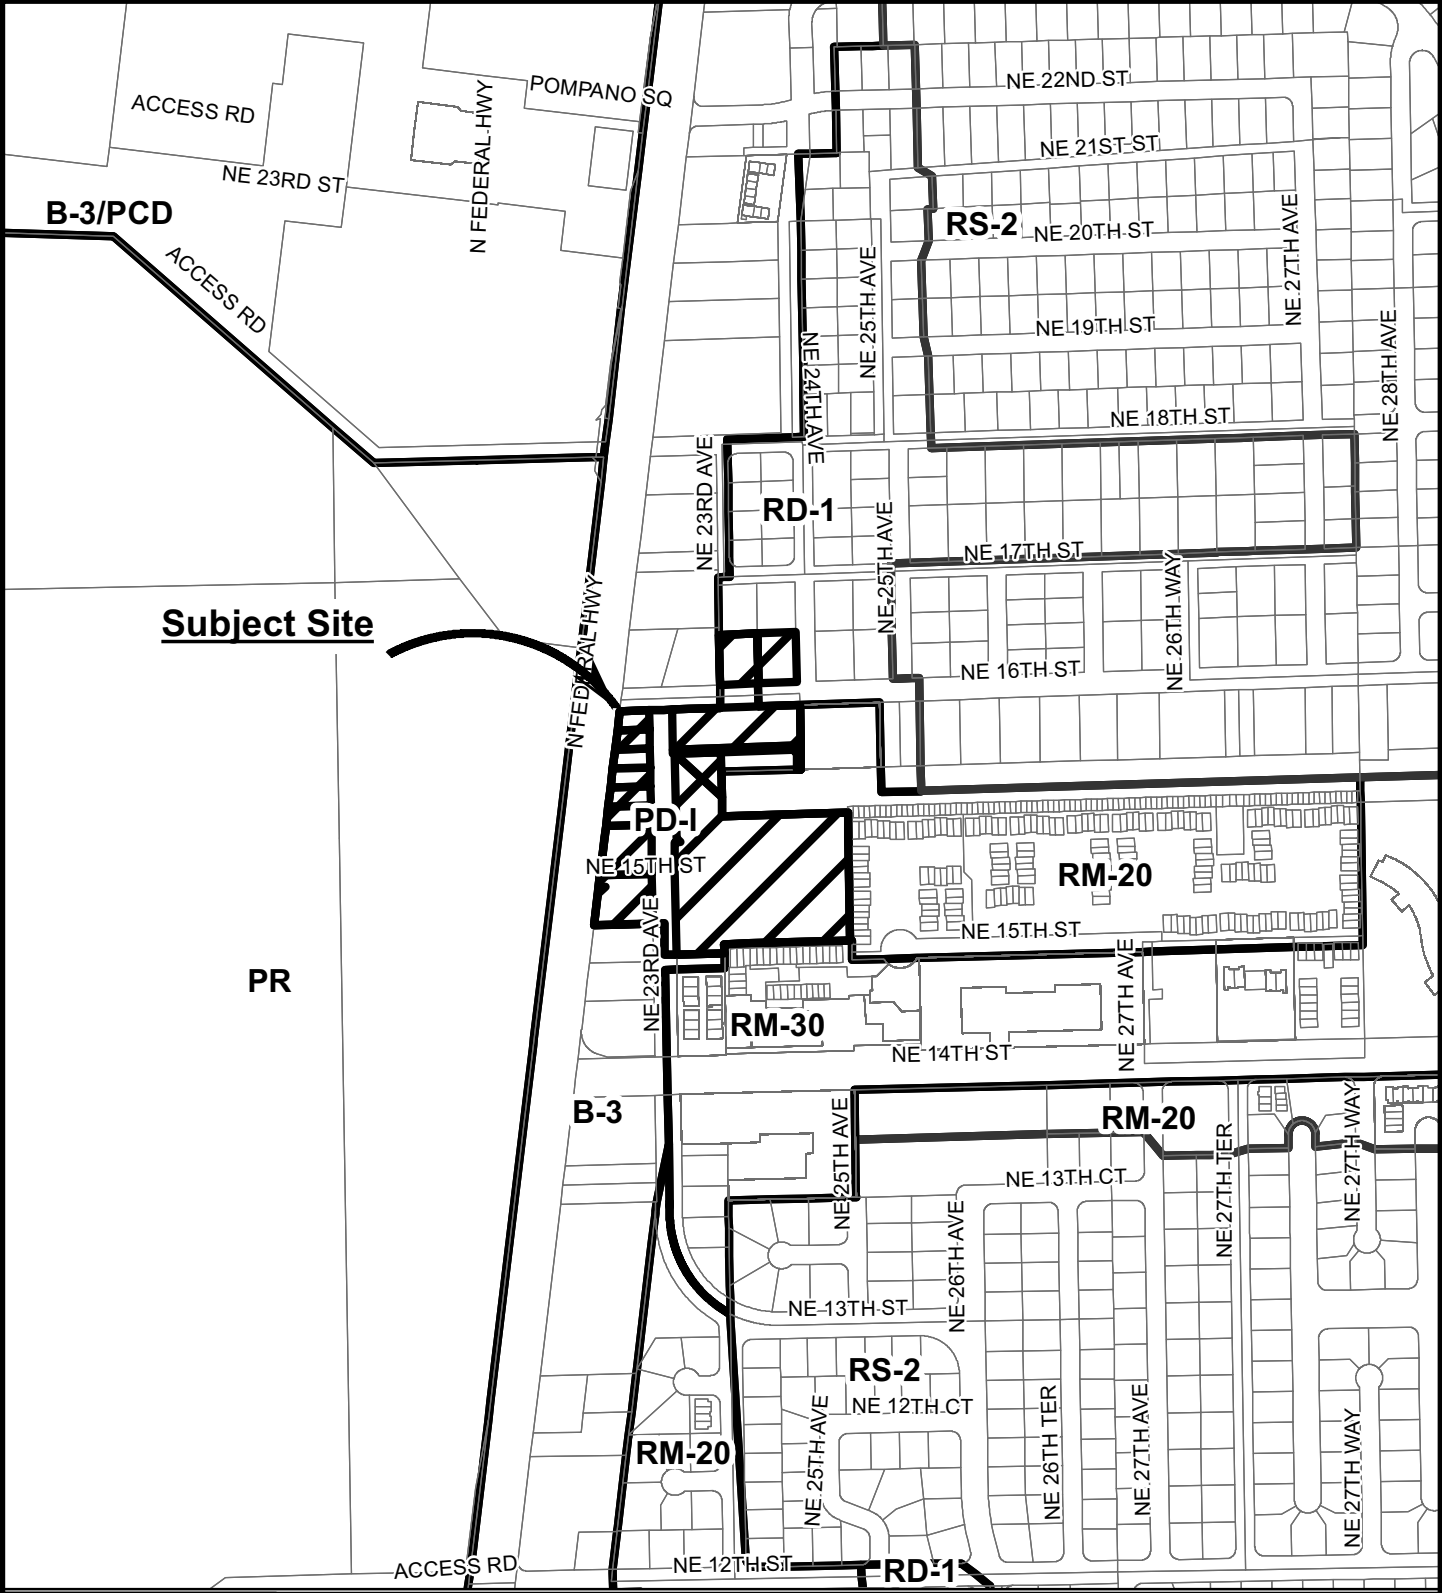 POMPANO SQ
NE 22ND ST
ACCESS RD
N FEDERAL HWY
NE 21ST ST
NE 23RD ST
B-3/PCD
RS-2
NE 20TH ST
NE 27TH AVE
ACCESS RD
NE 25TH AVE
NE 19TH ST
NE 28TH AVE
NE 24TH AVE
NE 18TH ST
NE 23RD AVE
RD-1
NE 25TH AVE
NE 17TH ST
NE 26TH WAY
Subject Site
N FEDERAL HWY
NE 16TH ST
PD-I
NE 15TH ST
RM-20
NE 15TH ST
NE 23RD AVE
PR
NE 27TH AVE
RM-30
NE 14TH ST
B-3
NE 25TH AVE
RM-20
NE 27TH TER
NE 27TH WAY
NE 13TH CT
NE 26TH AVE
NE 13TH ST
RS-2
NE 12TH CT
NE 25TH AVE
NE 26TH TER
NE 27TH AVE
NE 27TH WAY
RM-20
ACCESS RD
NE 12TH ST
RD-1